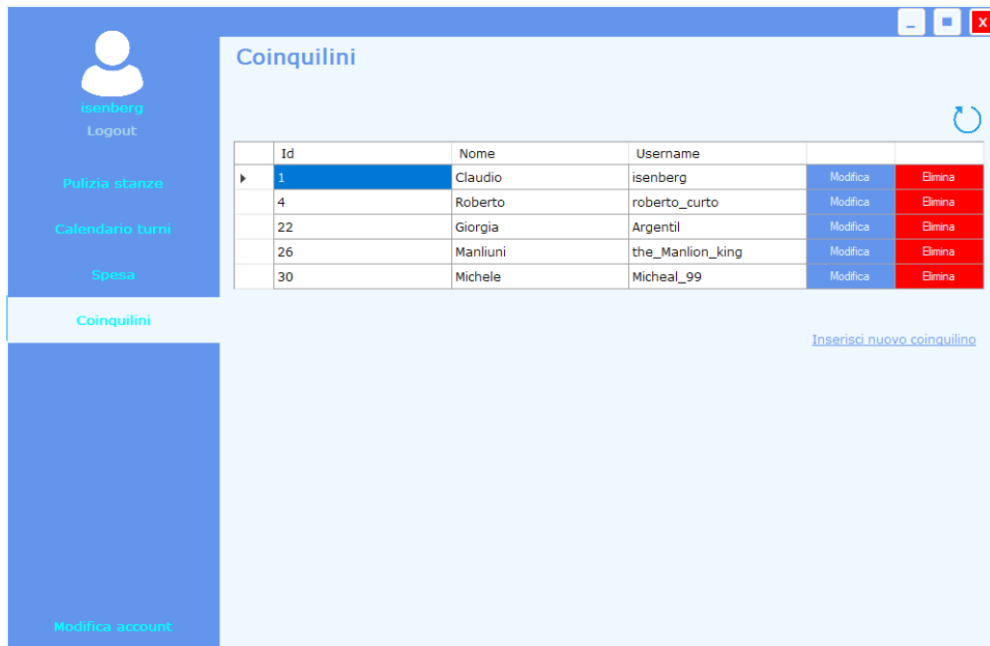 _ X
isenberg
Logout
Pulizia stanze
Calendario turni
Spesa
Coinquilini
Modifica account
Coinquilini
Id Nome Username
1 Claudio isenberg Modifica Elimina
4 Roberto roberto_curto Modifica Elimina
22 Giorgia Argentil Modifica Elimina
26 Manliuni the_Manlion_king Modifica Elimina
30 Michele Micheal_99 Modifica Elimina
Inserisci nuovo coinquilino